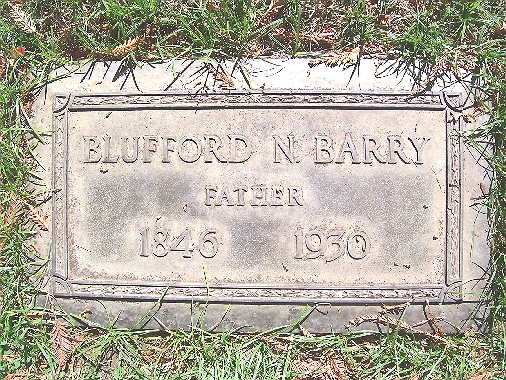 BLUFFORD N. BARRY
FATHER
1846 1930